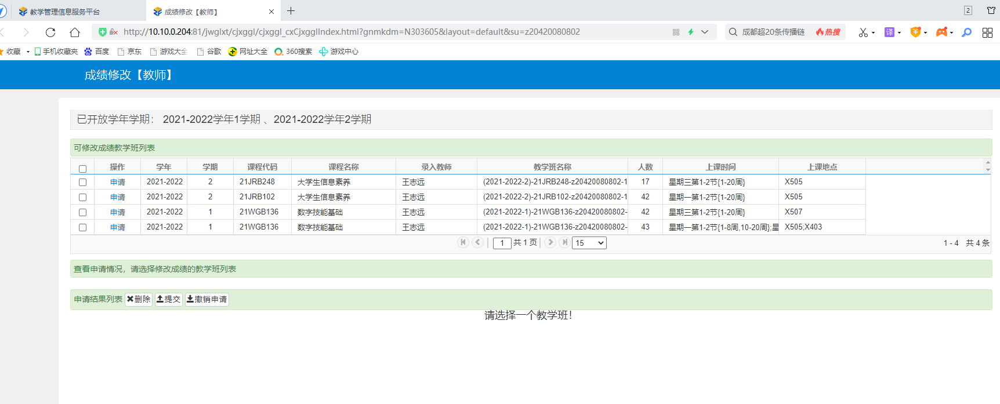 教学管理信息服务平台
成绩修改【教师】
2
http://10.10.0.204:81/jwglxt/cjxggl/cjxggl_cxCjxgglIndex.html?gnmkdm=N303605&layout=default&su=z20420080802
成都超20条传播链
热搜
译
收藏 手机收藏夹 百度 京东 游戏大全 谷歌 网址大全 360搜索 游戏中心
成绩修改【教师】
已开放学年学期： 2021-2022学年1学期 、2021-2022学年2学期
可修改成绩教学班列表
操作 学年 学期 课程代码 课程名称 录入教师 教学班名称 人数 上课时间 上课地点
申请 2021-2022 2 21JRB248 大学生信息素养 王志远 (2021-2022-2)-21JRB248-z20420080802-1 17 星期三第1-2节{1-20周} X505
申请 2021-2022 2 21JRB102 大学生信息素养 王志远 (2021-2022-2)-21JRB102-z20420080802-1 42 星期一第1-2节{1-20周} X505
申请 2021-2022 1 21WGB136 数字技能基础 王志远 (2021-2022-1)-21WGB136-z20420080802- 42 星期三第1-2节{1-20周} X507
申请 2021-2022 1 21WGB136 数字技能基础 王志远 (2021-2022-1)-21WGB136-z20420080802- 43 星期一第1-2节{1-8周,10-20周};星 X505;X403
1 共 1 页 15 1 - 4 共 4 条
查看申请情况，请选择修改成绩的教学班列表
申请结果列表 删除 提交 撤销申请
请选择一个教学班！